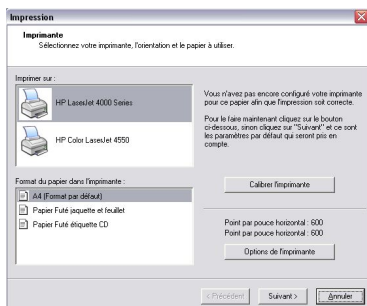 Impression
Imprimante
Sélectionnez votre imprimante, l'orientation et le papier à utiliser.
Imprimer sur :
HP LaserJet 4000 Series
HP Color LaserJet 4550
Vous n'avez pas encore configuré votre imprimante
pour ce papier afin que l'impression soit correcte.
Pour le faire maintenant cliquez sur le bouton
ci-dessous, sinon cliquez sur "Suivant" et ce sont
les paramètres par défaut qui seront pris en
compte.
Format du papier dans l'imprimante :
A4 (Format par défaut)
Papier Futé jaquette et feuillet
Papier Futé étiquette CD
Calibrer l'imprimante
Point par pouce horizontal : 600
Point par pouce horizontal : 600
Options de l'imprimante
< Précédent
Suivant >
Annuler